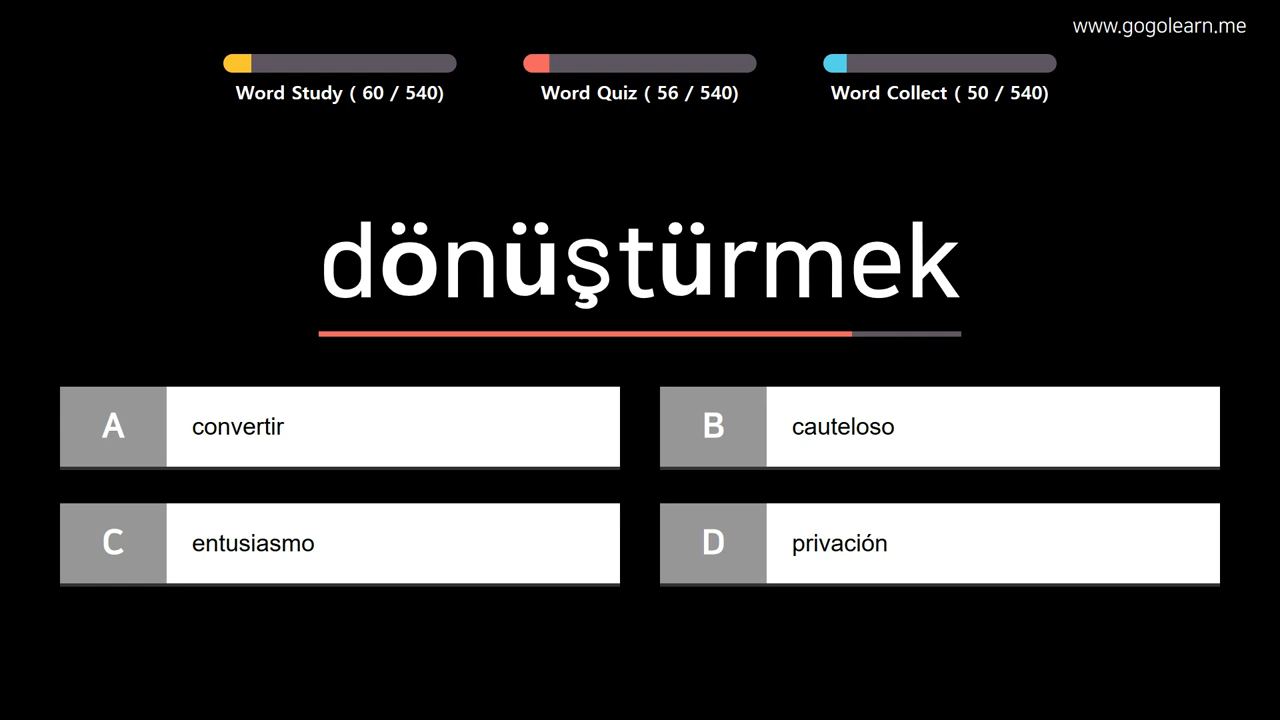 www.gogolearn.me
Word Study ( 60 / 540)
Word Quiz ( 56 / 540)
Word Collect ( 50 / 540)
dönüştürmek
A convertir
B cauteloso
C entusiasmo
D privación